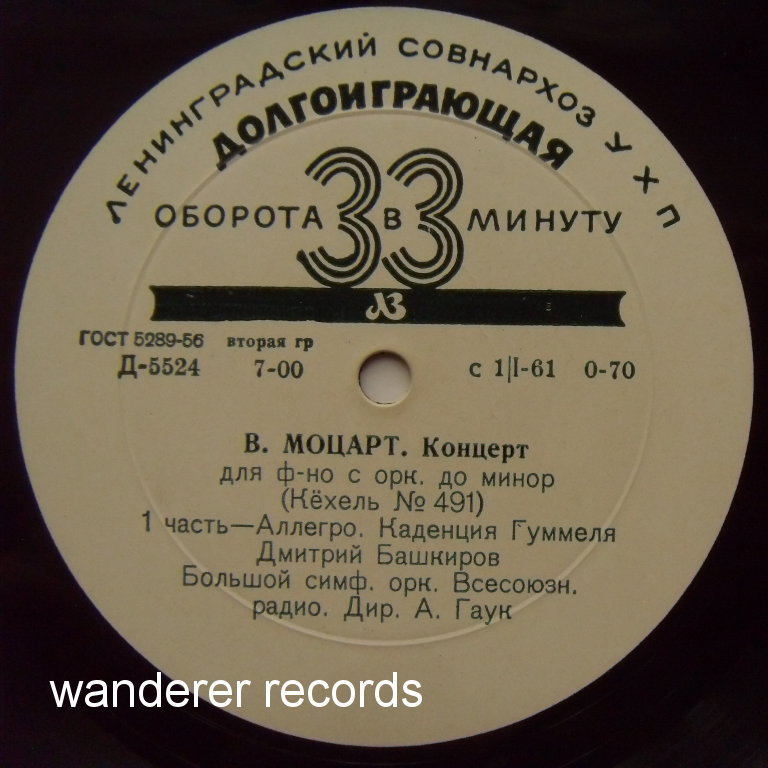 ЛЕНИНГРАДСКИЙ СОВНАРХОЗ УХП
ДОЛГОИГРАЮЩАЯ
ОБОРОТА 33 В МИНУТУ
ЛЗ
ГОСТ 5289-56 вторая гр
Д-5524 7-00 с 1/I-61 0-70
В. МОЦАРТ. Концерт
для ф-но с орк. до минор
(Кёхель № 491)
1 часть—Аллегро. Каденция Гуммеля
Дмитрий Башкиров
Большой симф. орк. Всесоюзн.
радио. Дир. А. Гаук
wanderer records